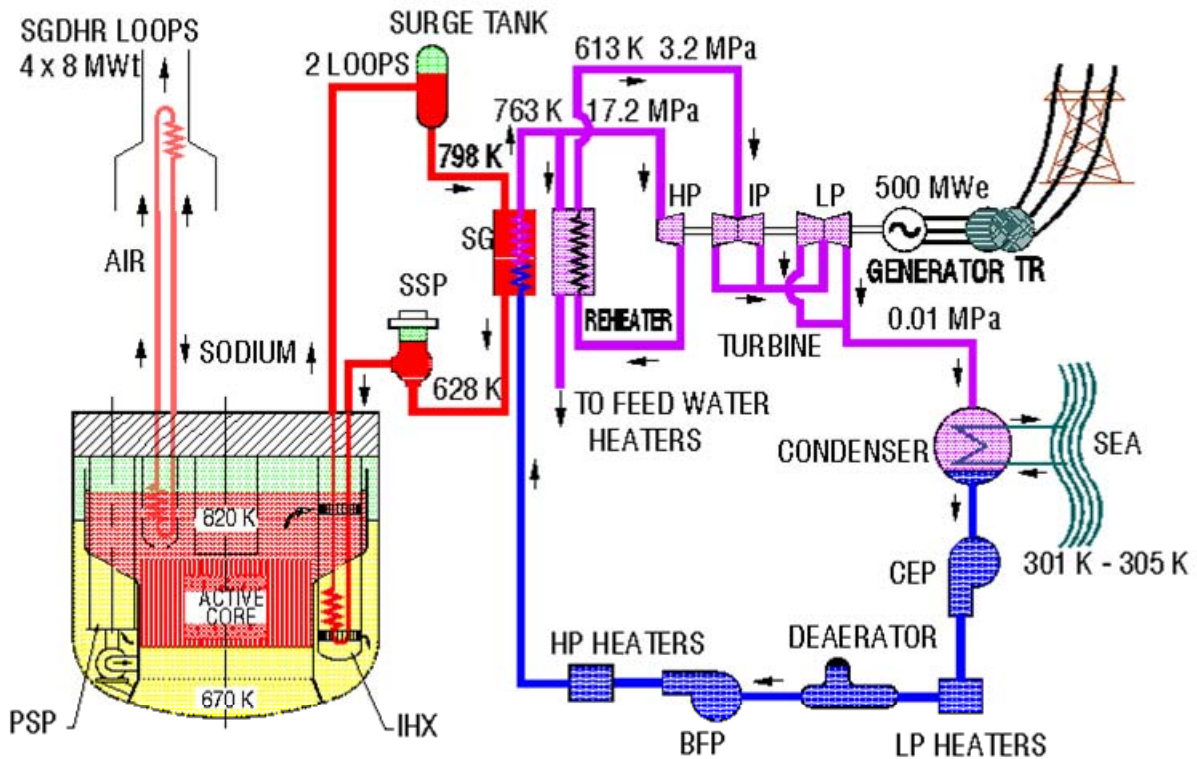 SGDHR LOOPS
4 x 8 MWt
SURGE TANK
2 LOOPS
613 K 3.2 MPa
763 K 17.2 MPa
798 K
HP
IP
LP
500 MWe
SG
GENERATOR TR
AIR
SSP
REHEATER
TURBINE
0.01 MPa
SODIUM
628 K
TO FEED WATER
HEATERS
CONDENSER
SEA
820 K
301 K - 305 K
CEP
ACTIVE
CORE
HP HEATERS
DEAERATOR
670 K
PSP
IHX
BFP
LP HEATERS